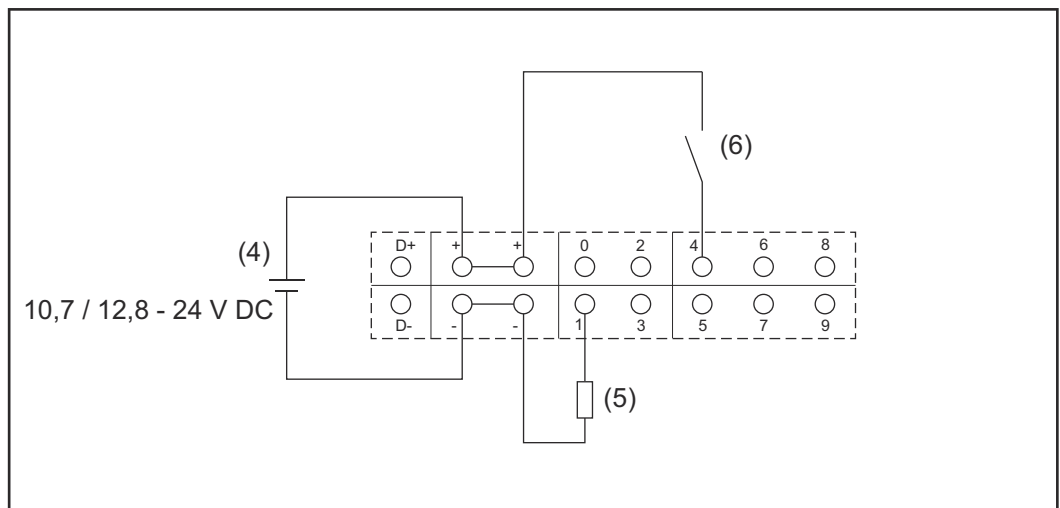 (6)
(4)
10,7 / 12,8 - 24 V DC
D+ + + 0 2 4 6 8
D- - - 1 3 5 7 9
(5)